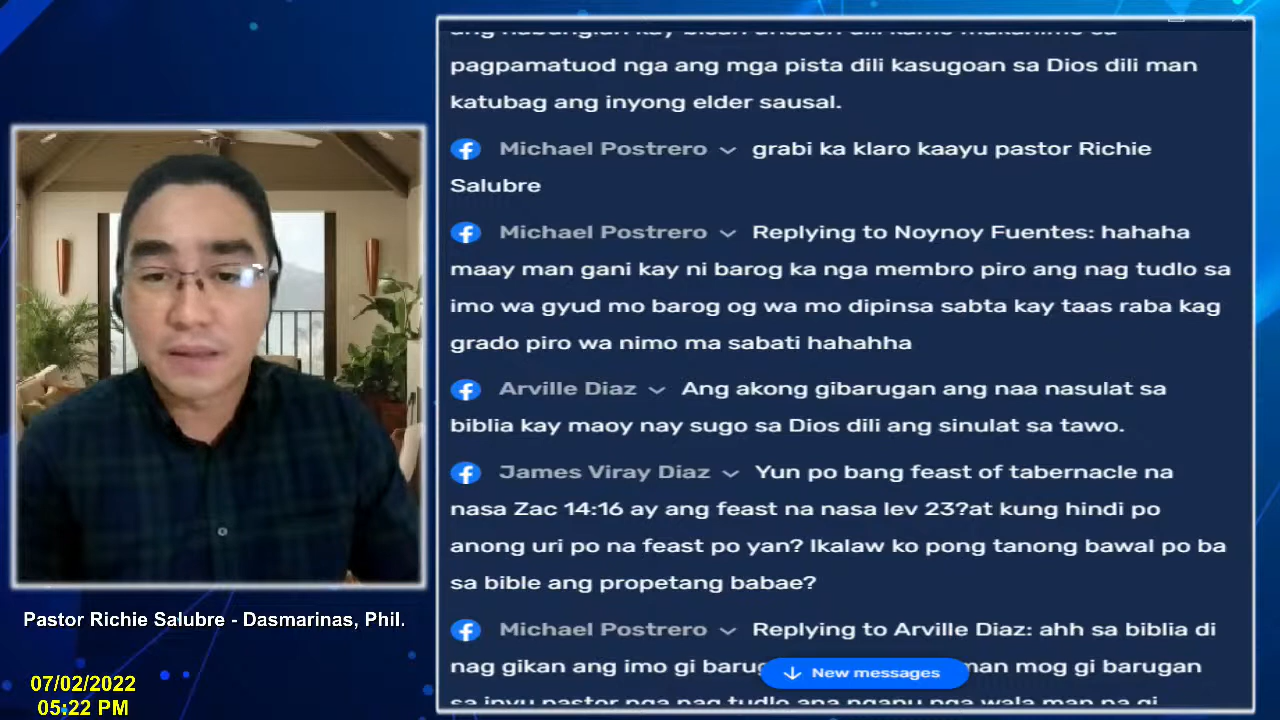 pagpamatuod nga ang mga pista dili kasugoan sa Dios dili man
katubag ang inyong elder sausal.
Michael Postrero grabi ka klaro kaayu pastor Richie
Salubre
Michael Postrero Replying to Noynoy Fuentes: hahaha
maay man gani kay ni barog ka nga membro piro ang nag tudlo sa
imo wa gyud mo barog og wa mo dipinsa sabta kay taas raba kag
grado piro wa nimo ma sabati hahahha
Arville Diaz Ang akong gibarugan ang naa nasulat sa
biblia kay maoy nay sugo sa Dios dili ang sinulat sa tawo.
James Viray Diaz Yun po bang feast of tabernacle na
nasa Zac 14:16 ay ang feast na nasa lev 23?at kung hindi po
anong uri po na feast po yan? Ikalaw ko pong tanong bawal po ba
sa bible ang propetang babae?
Michael Postrero Replying to Arville Diaz: ahh sa biblia di
nag gikan ang imo gi man mog gi barugan
New messages
Pastor Richie Salubre - Dasmarinas, Phil.
07/02/2022
05:22 PM